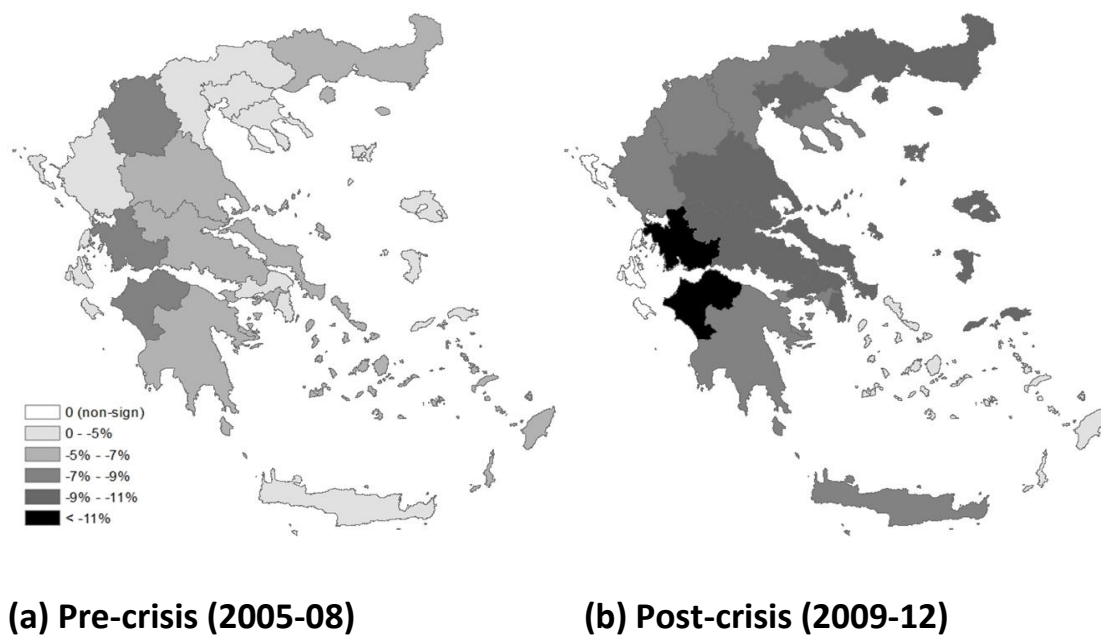 0 (non-sign)
0 - -5%
-5% - -7%
-7% - -9%
-9% - -11%
< -11%
(a) Pre-crisis (2005-08)
(b) Post-crisis (2009-12)